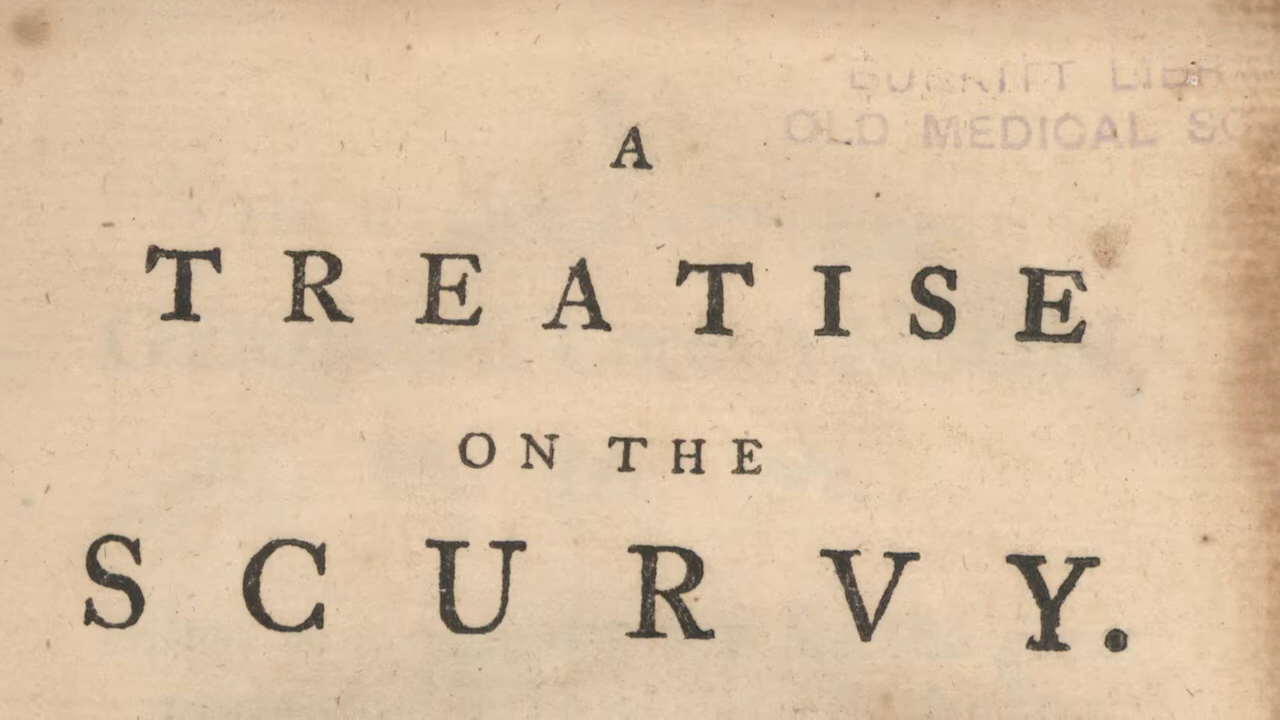 OLD MEDICAL
A
TREATISE
ON THE
SCURVY.